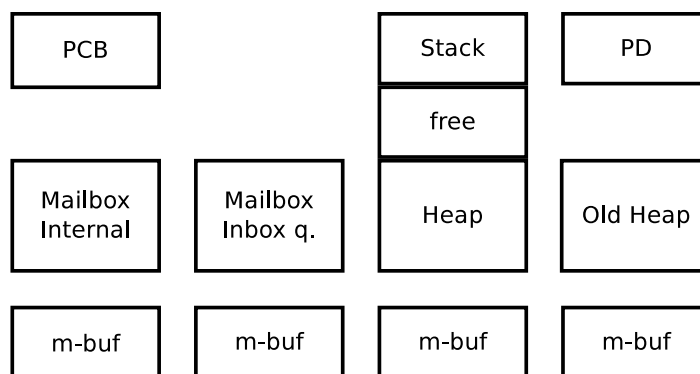 PCB
Stack
PD
free
Mailbox
Internal
Mailbox
Inbox q.
Heap
Old Heap
m-buf
m-buf
m-buf
m-buf